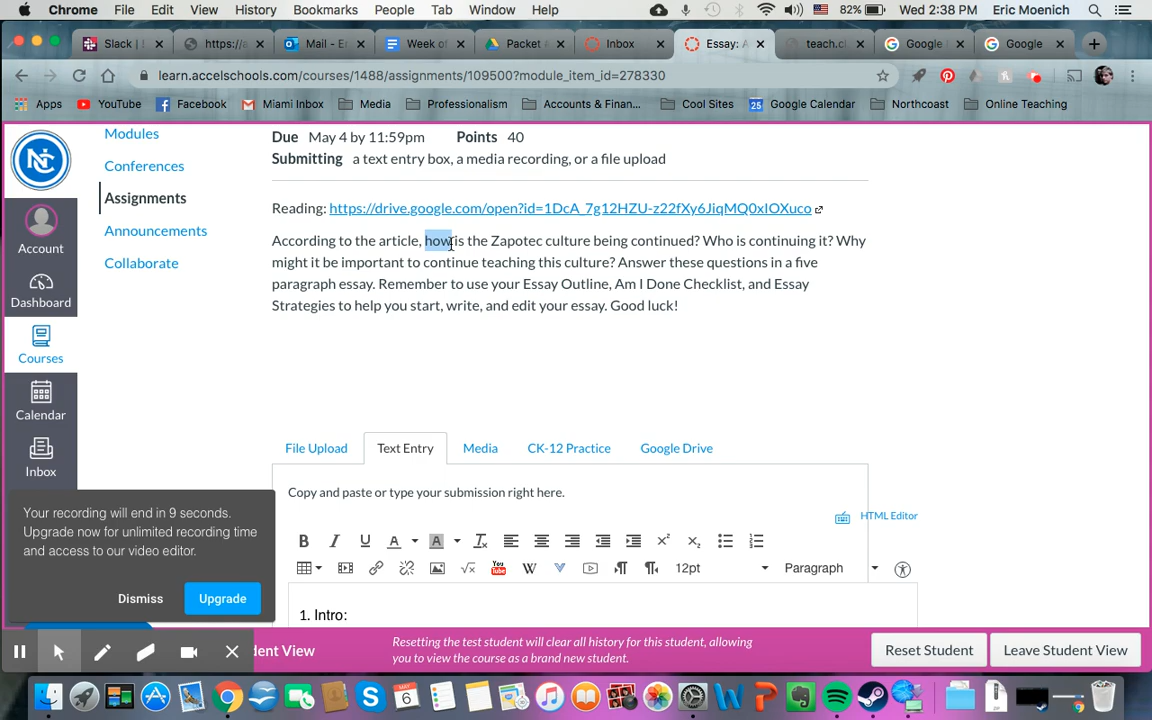 Chrome File Edit View History Bookmarks People Tab Window Help 82% Wed 2:38 PM Eric Moenich
Slack | https://a Mail - E Week of Packet a Inbox Essay: A teach.cl Google Google
learn.accelschools.com/courses/1488/assignments/109500?module_item_id=278330
Apps YouTube Facebook Miami Inbox Media Professionalism Accounts & Finan... Cool Sites 25 Google Calendar Northcoast Online Teaching
NC
Account
Dashboard
Courses
Calendar
Inbox
Modules
Conferences
Assignments
Announcements
Collaborate
Due May 4 by 11:59pm Points 40
Submitting a text entry box, a media recording, or a file upload
Reading: https://drive.google.com/open?id=1DcA_7g12HZU-z22fXy6JiqMQ0xIOXuco
According to the article, how is the Zapotec culture being continued? Who is continuing it? Why
might it be important to continue teaching this culture? Answer these questions in a five
paragraph essay. Remember to use your Essay Outline, Am I Done Checklist, and Essay
Strategies to help you start, write, and edit your essay. Good luck!
File Upload Text Entry Media CK-12 Practice Google Drive
Copy and paste or type your submission right here.
HTML Editor
B I U A A
12pt Paragraph
1. Intro:
Your recording will end in 9 seconds.
Upgrade now for unlimited recording time
and access to our video editor.
Dismiss Upgrade
dent View
Resetting the test student will clear all history for this student, allowing
you to view the course as a brand new student.
Reset Student Leave Student View